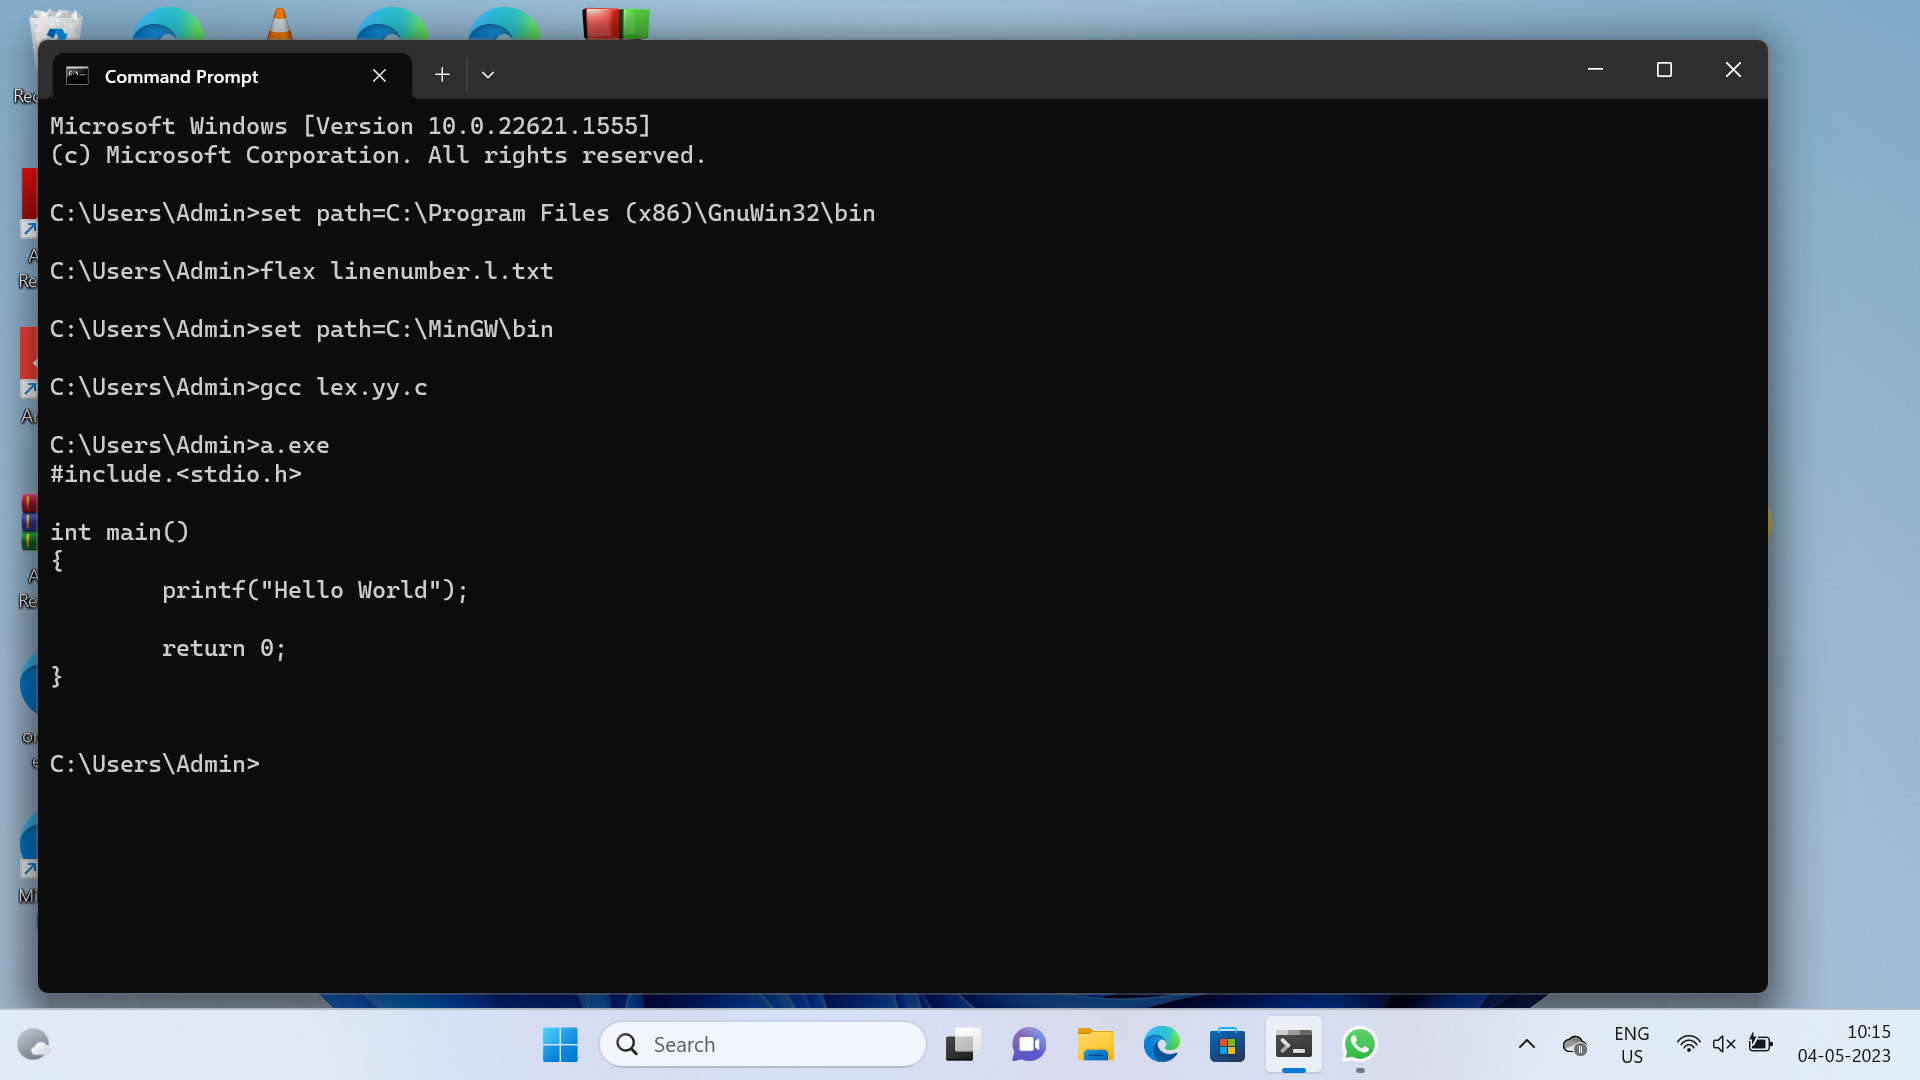 Command Prompt
Microsoft Windows [Version 10.0.22621.1555]
(c) Microsoft Corporation. All rights reserved.
C:\Users\Admin>set path=C:\Program Files (x86)\GnuWin32\bin
C:\Users\Admin>flex linenumber.l.txt
C:\Users\Admin>set path=C:\MinGW\bin
C:\Users\Admin>gcc lex.yy.c
C:\Users\Admin>a.exe
#include.<stdio.h>
int main()
{
        printf("Hello World");
        return 0;
}
C:\Users\Admin>
Search
ENG
US
10:15
04-05-2023